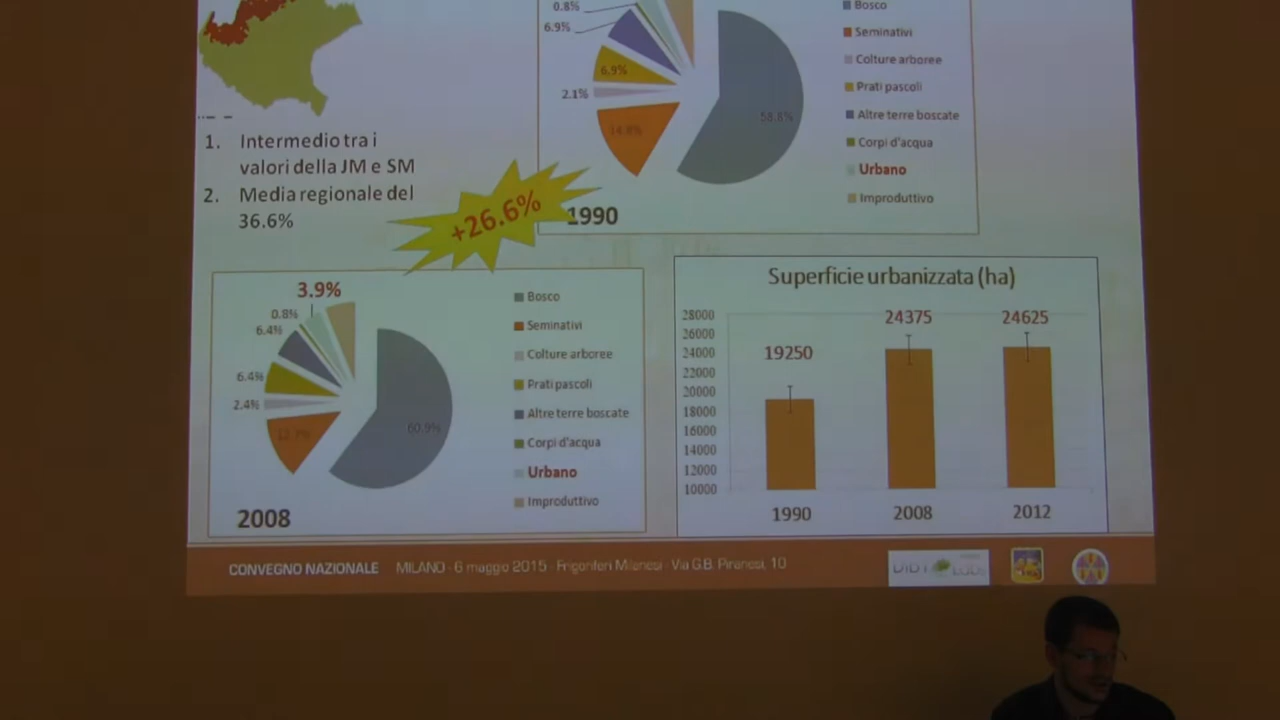 1. Intermedio tra i
valori della JM e SM
2. Media regionale del
36.6%
+26.6%
0.8%
6.9%
6.9%
2.1%
14.8%
58.8%
1990
Bosco
Seminativi
Colture arboree
Prati pascoli
Altre terre boscate
Corpi d'acqua
Urbano
Improduttivo
3.9%
0.8%
6.4%
6.4%
2.4%
60.9%
2008
Bosco
Seminativi
Colture arboree
Prati pascoli
Altre terre boscate
Corpi d'acqua
Urbano
Improduttivo
Superficie urbanizzata (ha)
28000
26000
24000
22000
20000
18000
16000
14000
12000
10000
19250
24375
24625
1990
2008
2012
CONVEGNO NAZIONALE MILANO - 6 maggio 2015 - Frigoriferi Milanesi - Via G.B. Piranesi, 10